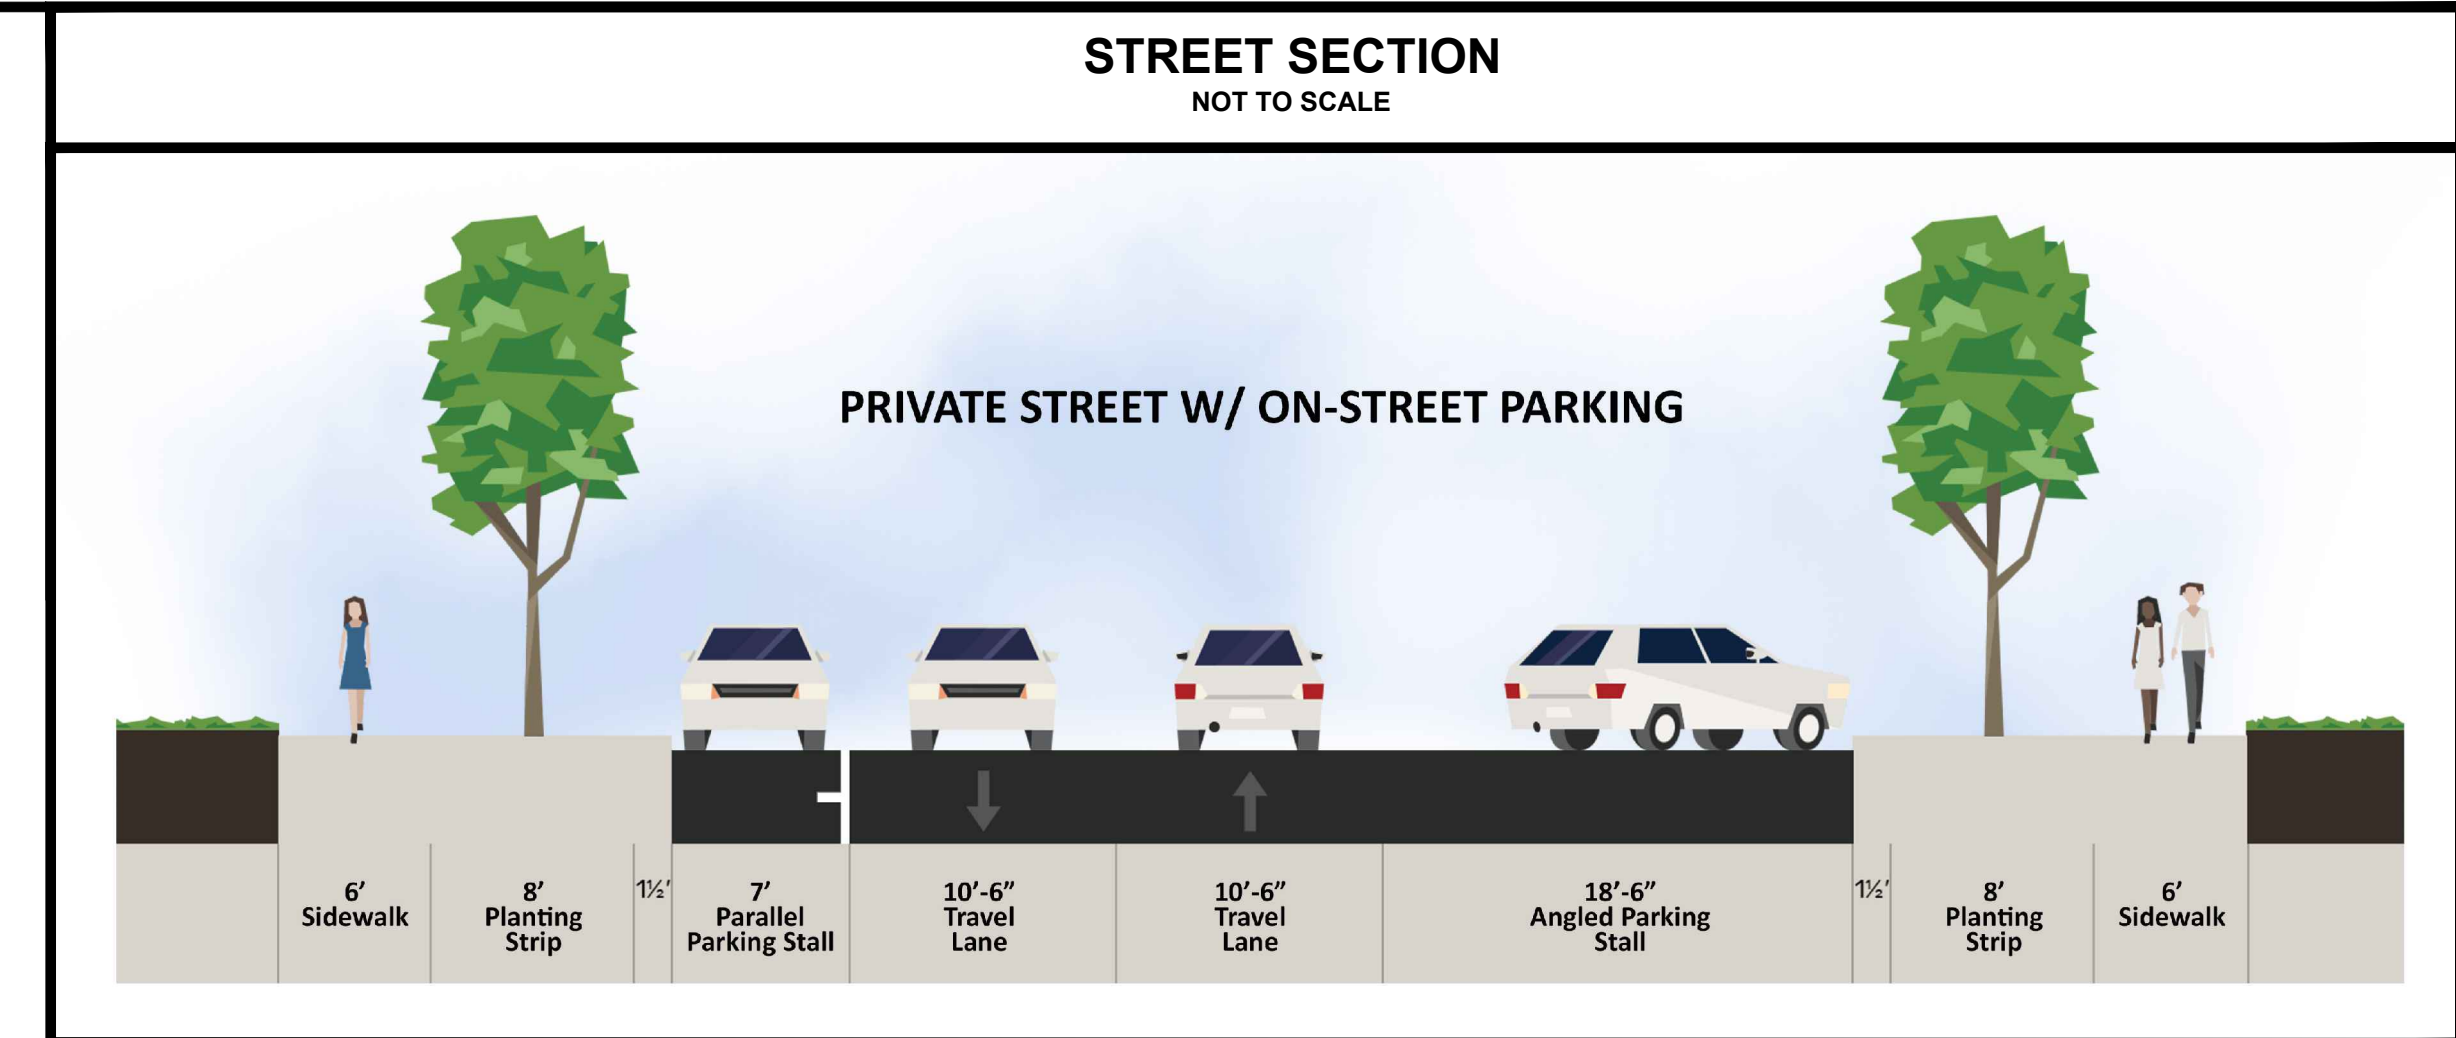 STREET SECTION
NOT TO SCALE
PRIVATE STREET W/ ON-STREET PARKING
6’
Sidewalk
8’
Planting
Strip
1½’
7’
Parallel
Parking Stall
10’-6”
Travel
Lane
10’-6”
Travel
Lane
18’-6”
Angled Parking
Stall
1½’
8’
Planting
Strip
6’
Sidewalk